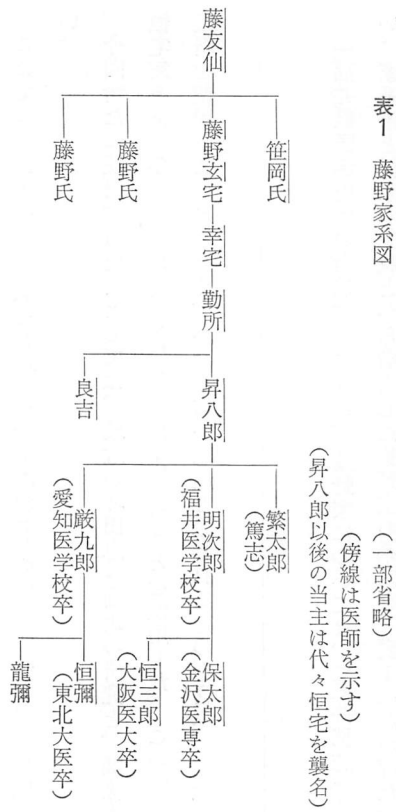 表1　藤野家系図
（一部省略）
（傍線は医師を示す）
（昇八郎以後の当主は代々恒宅を襲名）
藤友仙
笹岡氏
藤野玄宅
藤野氏
藤野氏
幸宅
勤所
昇八郎
良吉
繁太郎
（篤志）
明次郎
（福井医学校卒）
厳九郎
（愛知医学校卒）
保太郎
（金沢医専卒）
恒三郎
（大阪医大卒）
恒彌
（東北大医卒）
龍彌